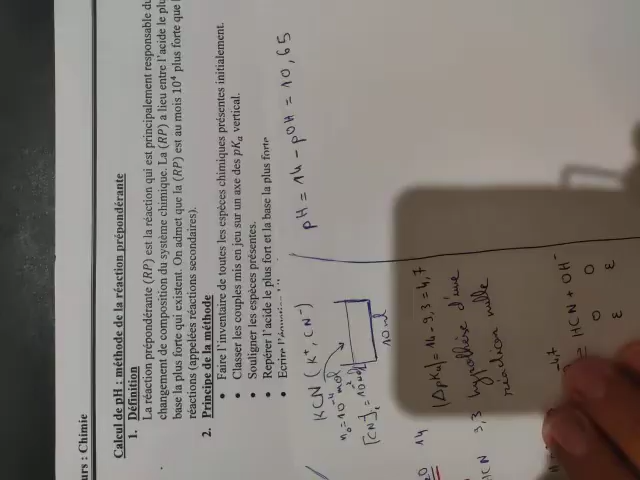 urs : Chimie
Calcul de pH : méthode de la réaction prépondérante
1. Définition
La réaction prépondérante (RP) est la réaction qui est principalement responsable du
changement de composition du système chimique. La (RP) a lieu entre l'acide le plu
base la plus forte qui existent. On admet que la (RP) est au mois 10⁴ plus forte que l
réactions (appelées réactions secondaires).
2. Principe de la méthode
• Faire l'inventaire de toutes les espèces chimiques présentes initialement.
• Classer les couples mis en jeu sur un axe des pKₐ vertical.
• Souligner les espèces présentes.
• Repérer l'acide le plus fort et la base la plus forte
• Ecrire
pH = 14 - pOH = 10,65
KCN (K⁺, CN⁻)
n₀ = 10⁻⁴ mol
10 ml
14
|ΔpKₐ| = 14 - 9,3 = 4,7
hypothèse d'une
réaction nulle
HCN 9,3
HCN + OH⁻
0 0
ε ε